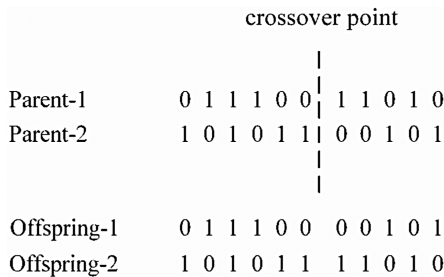 crossover point
Parent-1 0 1 1 1 0 0 1 1 0 1 0
Parent-2 1 0 1 0 1 1 0 0 1 0 1
Offspring-1 0 1 1 1 0 0 0 0 1 0 1
Offspring-2 1 0 1 0 1 1 1 1 0 1 0